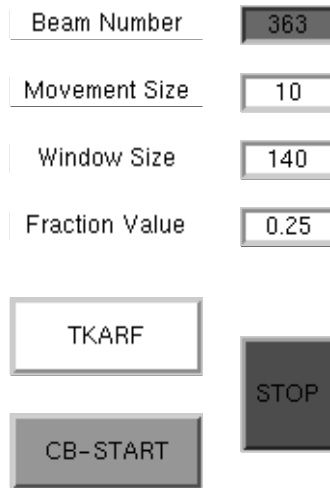 Beam Number 363
Movement Size 10
Window Size 140
Fraction Value 0.25
TKARF
STOP
CB-START